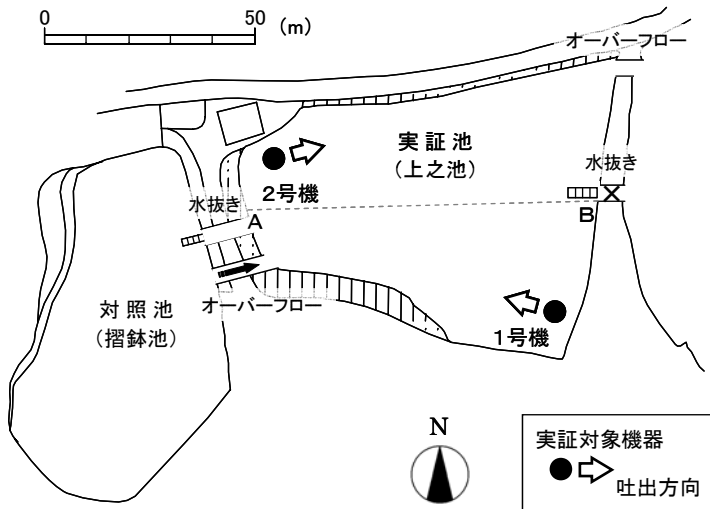 0 50 (m)
オーバーフロー
実証池
(上之池)
水抜き
2号機
水抜き
A
B
オーバーフロー
対照池
(摺鉢池)
1号機
N
実証対象機器
吐出方向